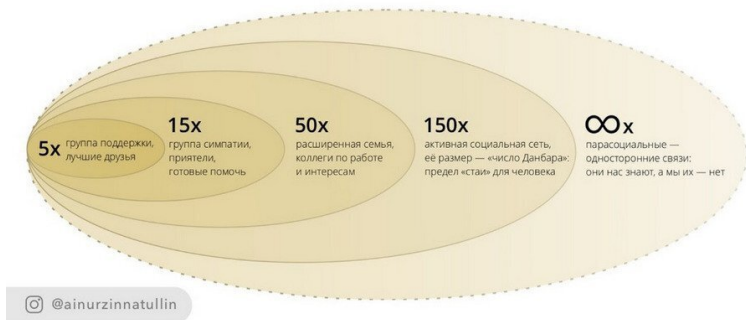 5x
группа поддержки,
лучшие друзья
15x
группа симпатии,
приятели,
готовые помочь
50x
расширенная семья,
коллеги по работе
и интересам
150x
активная социальная сеть,
её размер — «число Данбара»:
предел «стаи» для человека
∞x
парасоциальные —
односторонние связи:
они нас знают, а мы их — нет
@ainurzinnatullin